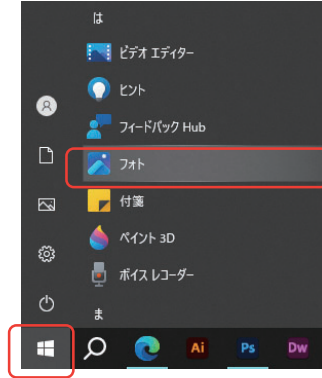 は
ビデオ エディター
ヒント
フィードバック Hub
フォト
付箋
ペイント 3D
ボイス レコーダー
ま
Ai Ps Dw